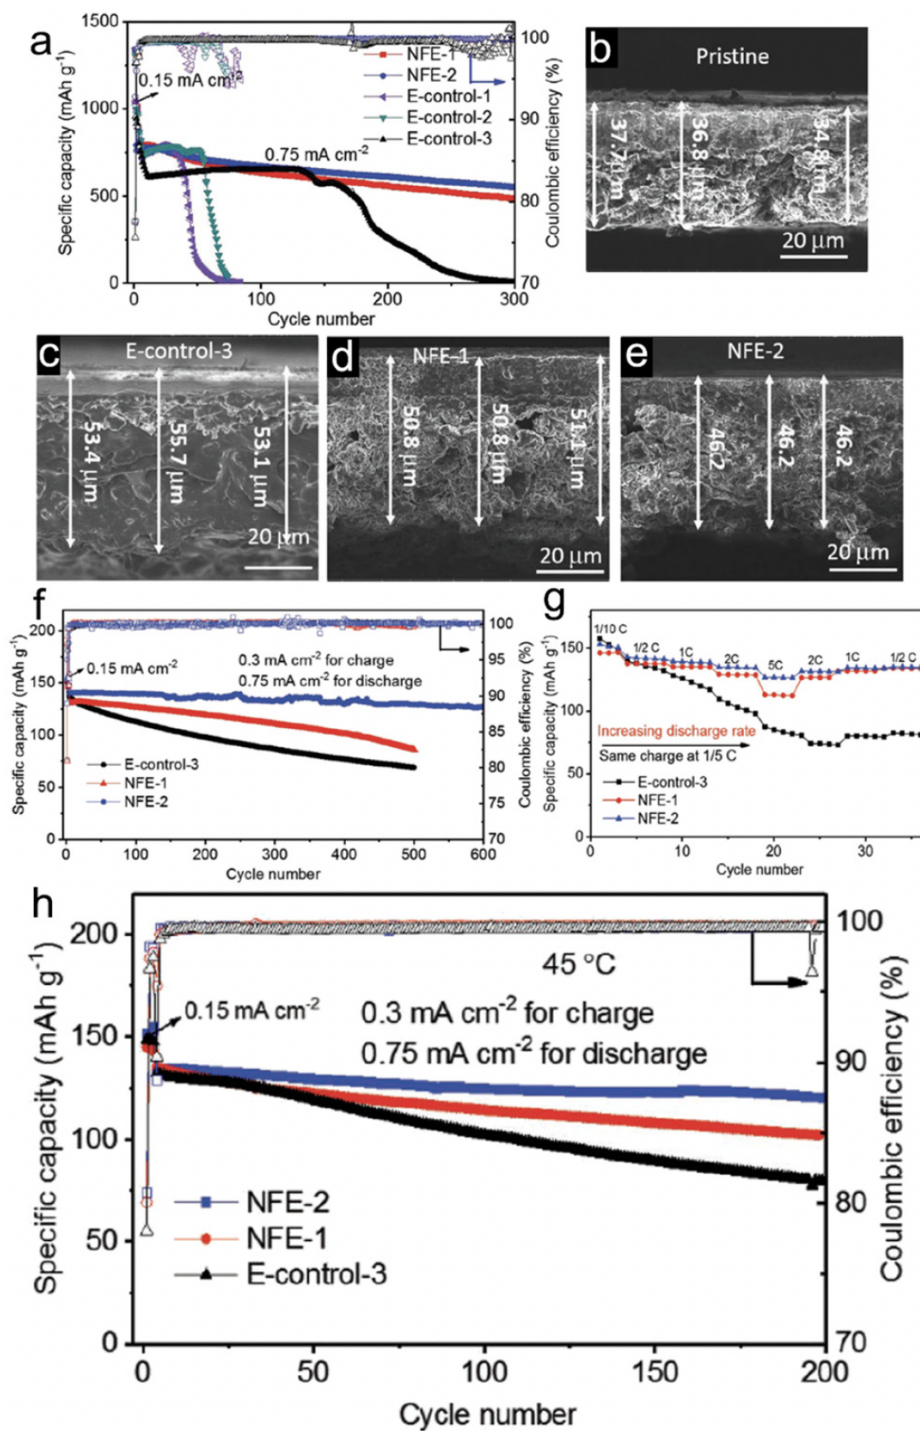 a
1500
1000
500
0
0
100
200
300
100
90
80
70
Specific capacity (mAh g⁻¹)
Coulombic efficiency (%)
Cycle number
0.15 mA cm⁻²
0.75 mA cm⁻²
NFE-1
NFE-2
E-control-1
E-control-2
E-control-3
b
Pristine
37.7 μm
36.8 μm
34.8 μm
20 μm
c
E-control-3
53.4 μm
55.7 μm
53.1 μm
20 μm
d
NFE-1
50.8 μm
50.8 μm
51.1 μm
20 μm
e
NFE-2
46.2
46.2
46.2
20 μm
f
200
150
100
50
0
0
100
200
300
400
500
600
100
95
90
85
80
75
70
Specific capacity (mAh g⁻¹)
Coulombic efficiency (%)
Cycle number
0.15 mA cm⁻²
0.3 mA cm⁻² for charge
0.75 mA cm⁻² for discharge
E-control-3
NFE-1
NFE-2
g
1/10 C
1/2 C
1C
2C
5C
2C
1C
1/2 C
150
100
50
0
0
10
20
30
Specific capacity (mAh g⁻¹)
Cycle number
Increasing discharge rate
Same charge at 1/5 C
E-control-3
NFE-1
NFE-2
h
200
150
100
50
0
0
50
100
150
200
100
90
80
70
Specific capacity (mAh g⁻¹)
Coulombic efficiency (%)
Cycle number
45 °C
0.15 mA cm⁻²
0.3 mA cm⁻² for charge
0.75 mA cm⁻² for discharge
NFE-2
NFE-1
E-control-3